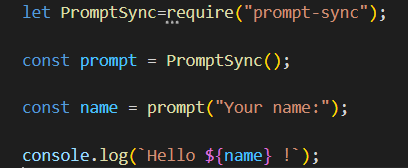 let PromptSync=require("prompt-sync");
const prompt = PromptSync();
const name = prompt("Your name:");
console.log(`Hello ${name} !`);